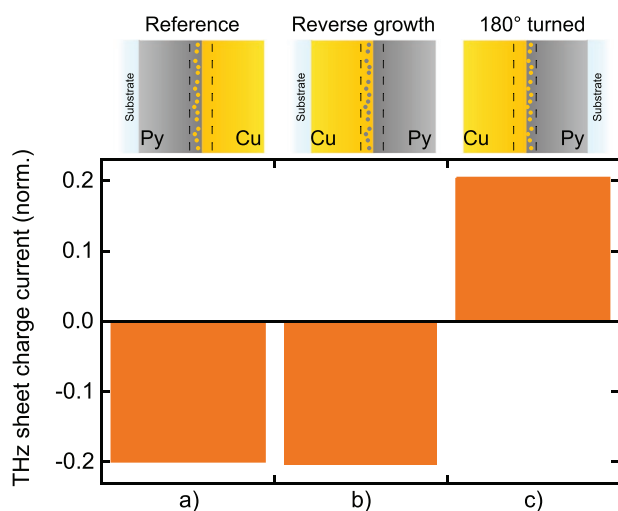 Reference
Reverse growth
180° turned
Substrate
Py
Cu
Substrate
Cu
Py
Cu
Py
Substrate
THz sheet charge current (norm.)
0.2
0.1
0.0
-0.1
-0.2
a)
b)
c)